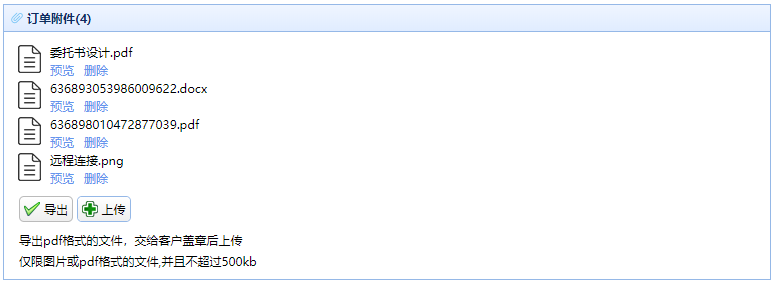 订单附件(4)
委托书设计.pdf
预览 删除
636893053986009622.docx
预览 删除
636898010472877039.pdf
预览 删除
远程连接.png
预览 删除
导出 上传
导出pdf格式的文件，交给客户盖章后上传
仅限图片或pdf格式的文件,并且不超过500kb